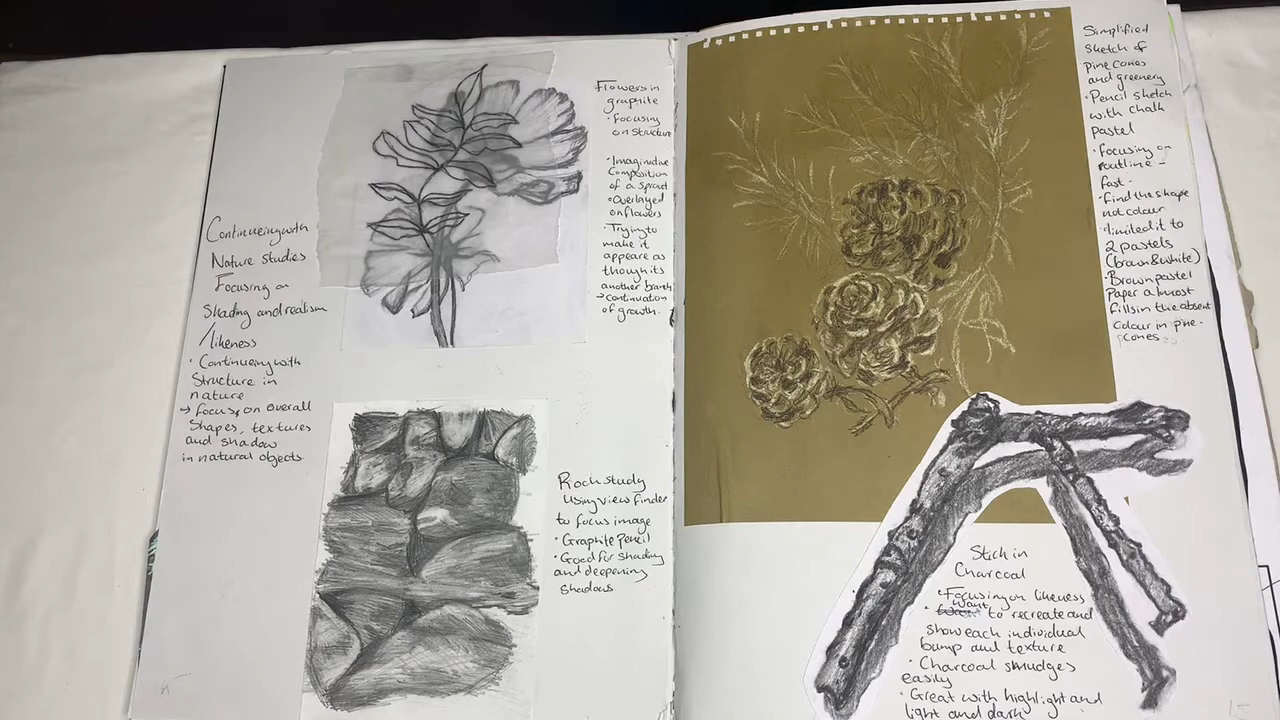 Continueing with
Nature studies
Focusing on
Shading and realism
/likeness
• Continueing with
Structure in
nature
→ Focus on overall
Shapes, textures
and shadow
in natural objects
Flowers in
graphite
• Focusing
on structure
• Imaginative
Composition
of a sprout
• Overlayed
on flowers
• Trying to
make it
appear as
though its
another branch
→ continuation
of growth.
Rock study
Using view finder
to focus image
• Graphite Pencil
• Good for shading
and deepening
shadows
Simplified
sketch of
pine cones
and greenery
• Pencil sketch
with chalk
pastel
• focusing on
outline -
fast -
• find the shape
not colour
• limited it to
2 pastels
(brown & white)
• Brown pastel
Paper almost
fills in the absent
colour in pine-
cones
Stick in
Charcoal
• Focusing on likeness
• want to recreate and
show each individual
bump and texture
• Charcoal smudges
easily
• Great with highlight and
light and dark